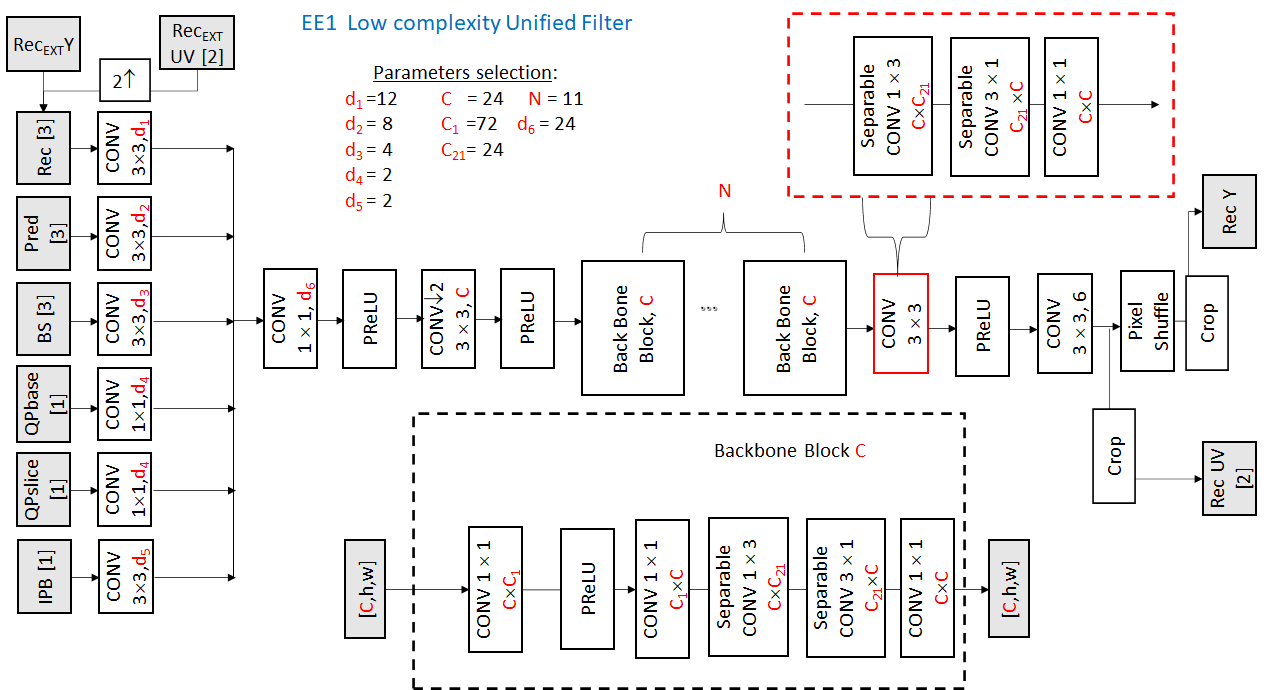 EE1 Low complexity Unified Filter
Rec_EXT Y
Rec_EXT
UV [2]
2↑
Parameters selection:
d1 =12 C = 24 N = 11
d2 = 8 C1 =72 d6 = 24
d3 = 4 C21= 24
d4 = 2
d5 = 2
Rec [3]
CONV
3×3,d1
Pred
[3]
CONV
3×3,d2
BS [3]
CONV
3×3,d3
QPbase
[1]
CONV
1×1,d4
QPslice
[1]
CONV
1×1,d4
IPB [1]
CONV
3×3,d5
CONV
1 × 1, d6
PReLU
CONV↓2
3 × 3, C
PReLU
N
Back Bone
Block, C
...
Back Bone
Block, C
CONV
3 × 3
PReLU
CONV
3 × 3, 6
Pixel
Shuffle
Crop
Rec Y
Crop
Rec UV
[2]
Separable
CONV 1 × 3
C×C21
Separable
CONV 3 × 1
C21 ×C
CONV 1 × 1
C×C
Backbone Block C
[C,h,w]
CONV 1 × 1
C×C1
PReLU
CONV 1 × 1
C1×C
Separable
CONV 1 × 3
C×C21
Separable
CONV 3 × 1
C21×C
CONV 1 × 1
C×C
[C,h,w]